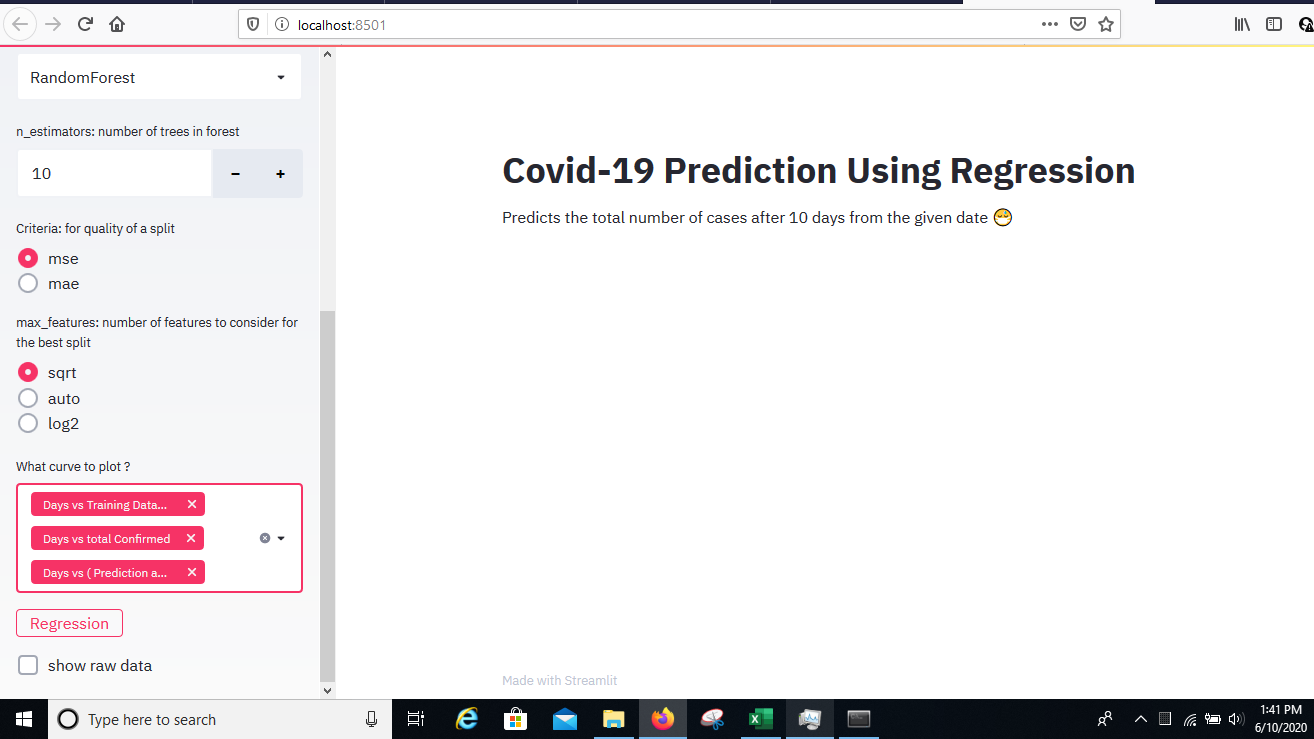 localhost:8501
RandomForest
n_estimators: number of trees in forest
10
Criteria: for quality of a split
mse
mae
max_features: number of features to consider for
the best split
sqrt
auto
log2
What curve to plot ?
Days vs Training Data...
Days vs total Confirmed
Days vs ( Prediction a...
Regression
show raw data
Covid-19 Prediction Using Regression
Predicts the total number of cases after 10 days from the given date 😷
Made with Streamlit
Type here to search
1:41 PM
6/10/2020